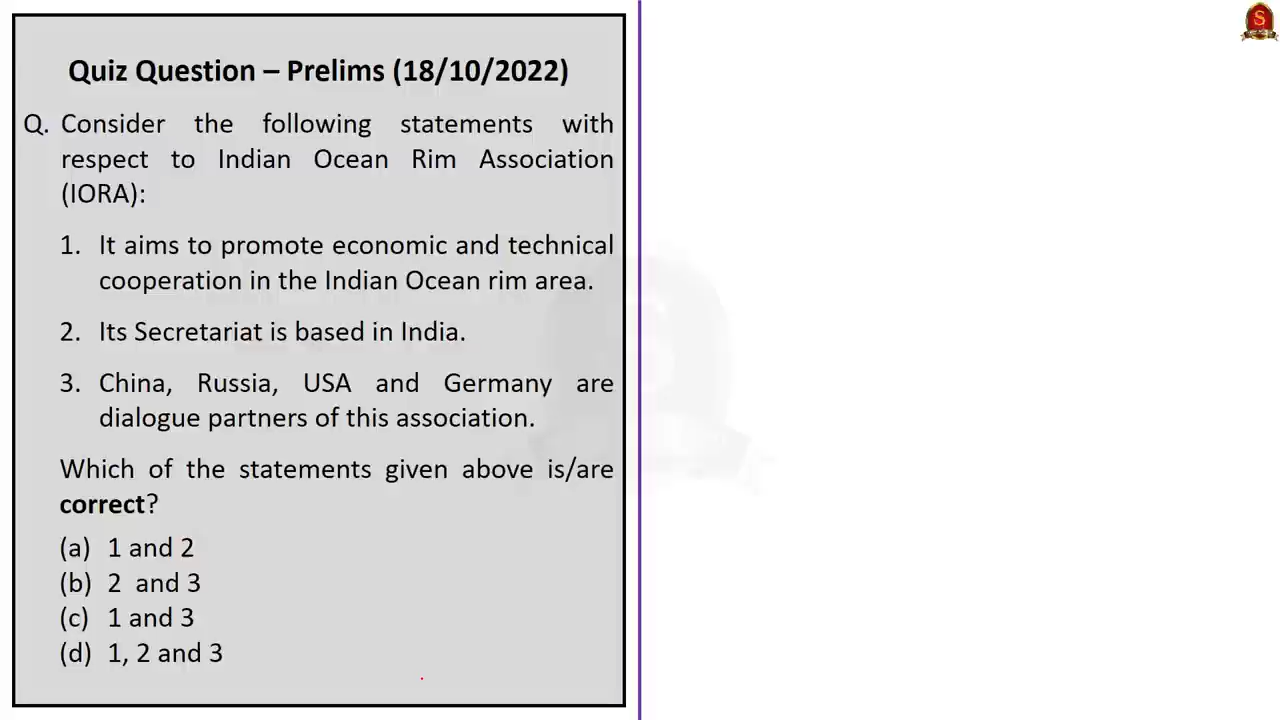 Quiz Question – Prelims (18/10/2022)
Q. Consider the following statements with
respect to Indian Ocean Rim Association
(IORA):
1. It aims to promote economic and technical
cooperation in the Indian Ocean rim area.
2. Its Secretariat is based in India.
3. China, Russia, USA and Germany are
dialogue partners of this association.
Which of the statements given above is/are
correct?
(a) 1 and 2
(b) 2 and 3
(c) 1 and 3
(d) 1, 2 and 3
S